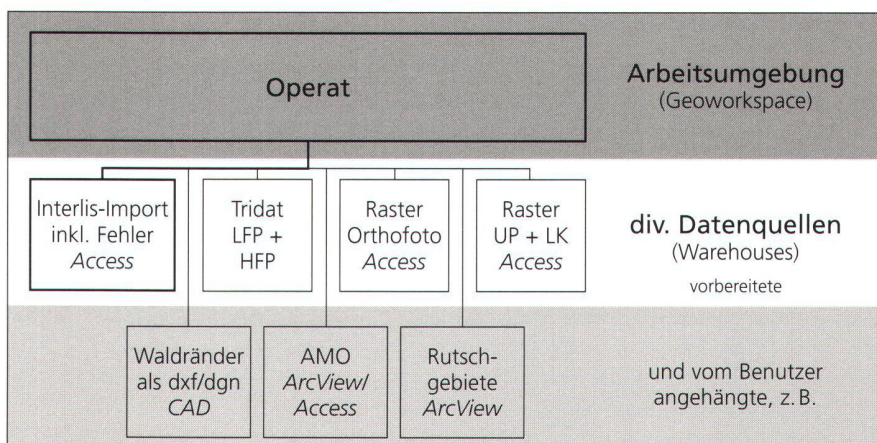 Operat
Arbeitsumgebung
(Geoworkspace)
Interlis-Import
inkl. Fehler
Access
Tridat
LFP +
HFP
Raster
Orthofoto
Access
Raster
UP + LK
Access
div. Datenquellen
(Warehouses)
vorbereitete
Waldränder
als dxf/dgn
CAD
AMO
ArcView/
Access
Rutsch-
gebiete
ArcView
und vom Benutzer
angehängte, z. B.